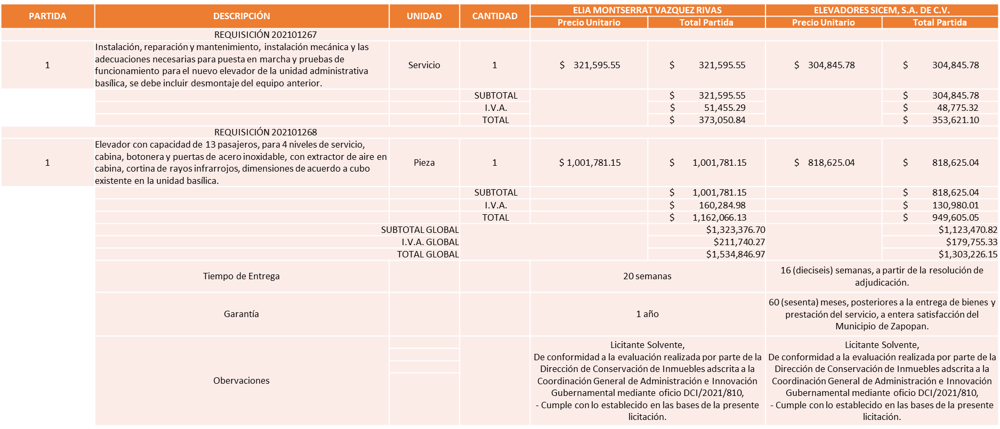 PARTIDA DESCRIPCIÓN UNIDAD CANTIDAD ELIA MONTSERRAT VAZQUEZ RIVAS ELEVADORES SICEM, S.A. DE C.V.
Precio Unitario Total Partida Precio Unitario Total Partida
REQUISICIÓN 202101267
1
Instalación, reparación y mantenimiento, instalación mecánica y las
adecuaciones necesarias para puesta en marcha y pruebas de
funcionamiento para el nuevo elevador de la unidad administrativa
basílica, se debe incluir desmontaje del equipo anterior.
Servicio 1 $ 321,595.55 $ 321,595.55 $ 304,845.78 $ 304,845.78
SUBTOTAL $ 321,595.55 $ 304,845.78
I.V.A. $ 51,455.29 $ 48,775.32
TOTAL $ 373,050.84 $ 353,621.10
REQUISICIÓN 202101268
1
Elevador con capacidad de 13 pasajeros, para 4 niveles de servicio,
cabina, botonera y puertas de acero inoxidable, con extractor de aire en
cabina, cortina de rayos infrarrojos, dimensiones de acuerdo a cubo
existente en la unidad basílica.
Pieza 1 $ 1,001,781.15 $ 1,001,781.15 $ 818,625.04 $ 818,625.04
SUBTOTAL $ 1,001,781.15 $ 818,625.04
I.V.A. $ 160,284.98 $ 130,980.01
TOTAL $ 1,162,066.13 $ 949,605.05
SUBTOTAL GLOBAL $1,323,376.70 $1,123,470.82
I.V.A. GLOBAL $211,740.27 $179,755.33
TOTAL GLOBAL $1,534,846.97 $1,303,226.15
Tiempo de Entrega
20 semanas
16 (dieciseis) semanas, a partir de la resolución de
adjudicación.
Garantía
1 año
60 (sesenta) meses, posteriores a la entrega de bienes y
prestación del servicio, a entera satisfacción del
Municipio de Zapopan.
Obervaciones
Licitante Solvente,
De conformidad a la evaluación realizada por parte de la
Dirección de Conservación de Inmuebles adscrita a la
Coordinación General de Administración e Innovación
Gubernamental mediante oficio DCI/2021/810,
- Cumple con lo establecido en las bases de la presente
licitación.
Licitante Solvente,
De conformidad a la evaluación realizada por parte de la
Dirección de Conservación de Inmuebles adscrita a la
Coordinación General de Administración e Innovación
Gubernamental mediante oficio DCI/2021/810,
- Cumple con lo establecido en las bases de la presente
licitación.